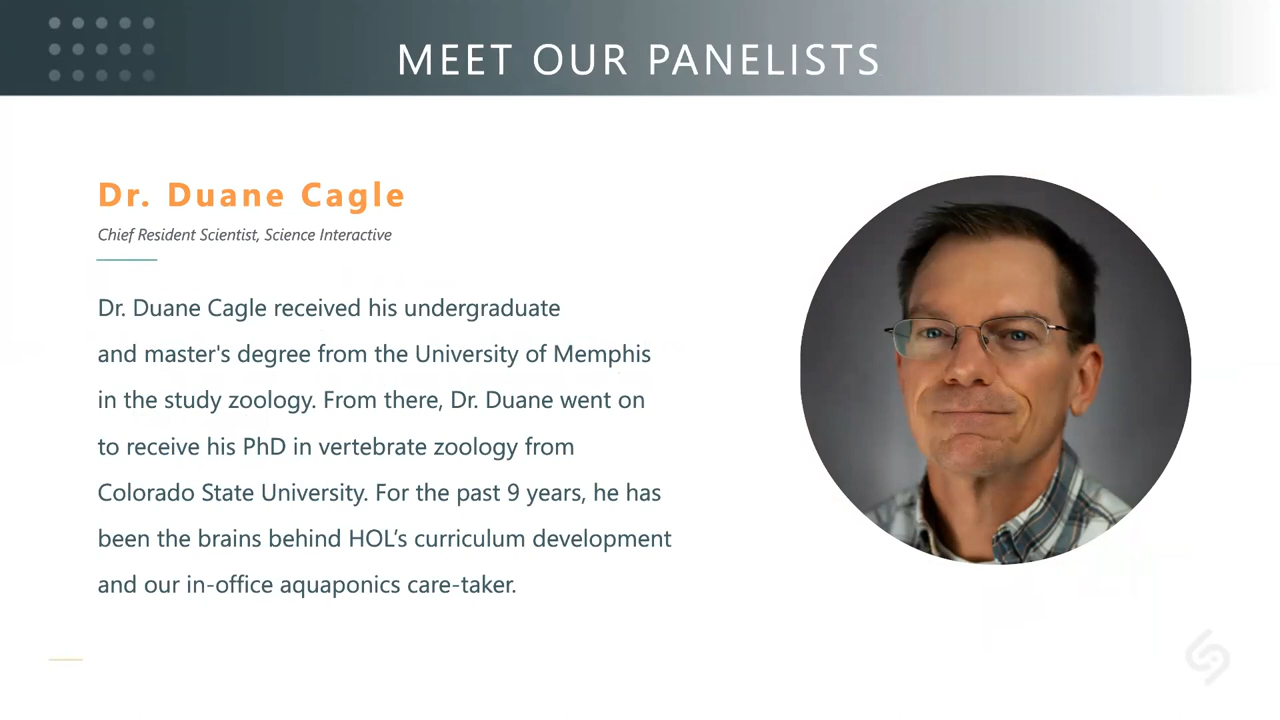 MEET OUR PANELISTS
Dr. Duane Cagle
Chief Resident Scientist, Science Interactive
Dr. Duane Cagle received his undergraduate
and master's degree from the University of Memphis
in the study zoology. From there, Dr. Duane went on
to receive his PhD in vertebrate zoology from
Colorado State University. For the past 9 years, he has
been the brains behind HOL’s curriculum development
and our in-office aquaponics care-taker.